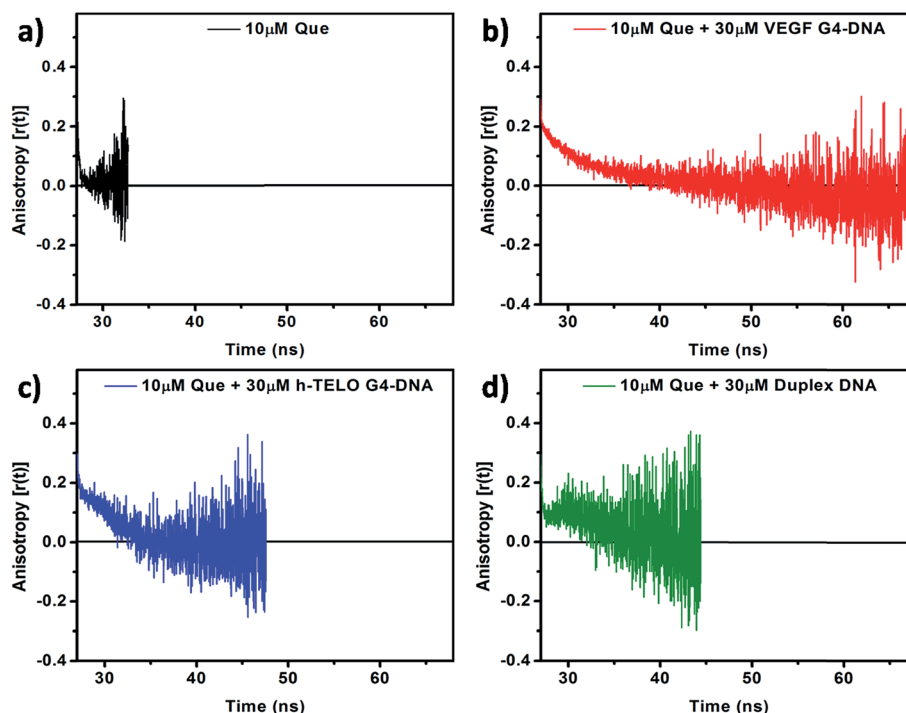 a)
10μM Que
Anisotropy [r(t)]
0.4
0.2
0.0
-0.2
-0.4
30 40 50 60
Time (ns)
b)
10μM Que + 30μM VEGF G4-DNA
Anisotropy [r(t)]
0.4
0.2
0.0
-0.2
-0.4
30 40 50 60
Time (ns)
c)
10μM Que + 30μM h-TELO G4-DNA
Anisotropy [r(t)]
0.4
0.2
0.0
-0.2
-0.4
30 40 50 60
Time (ns)
d)
10μM Que + 30μM Duplex DNA
Anisotropy [r(t)]
0.4
0.2
0.0
-0.2
-0.4
30 40 50 60
Time (ns)